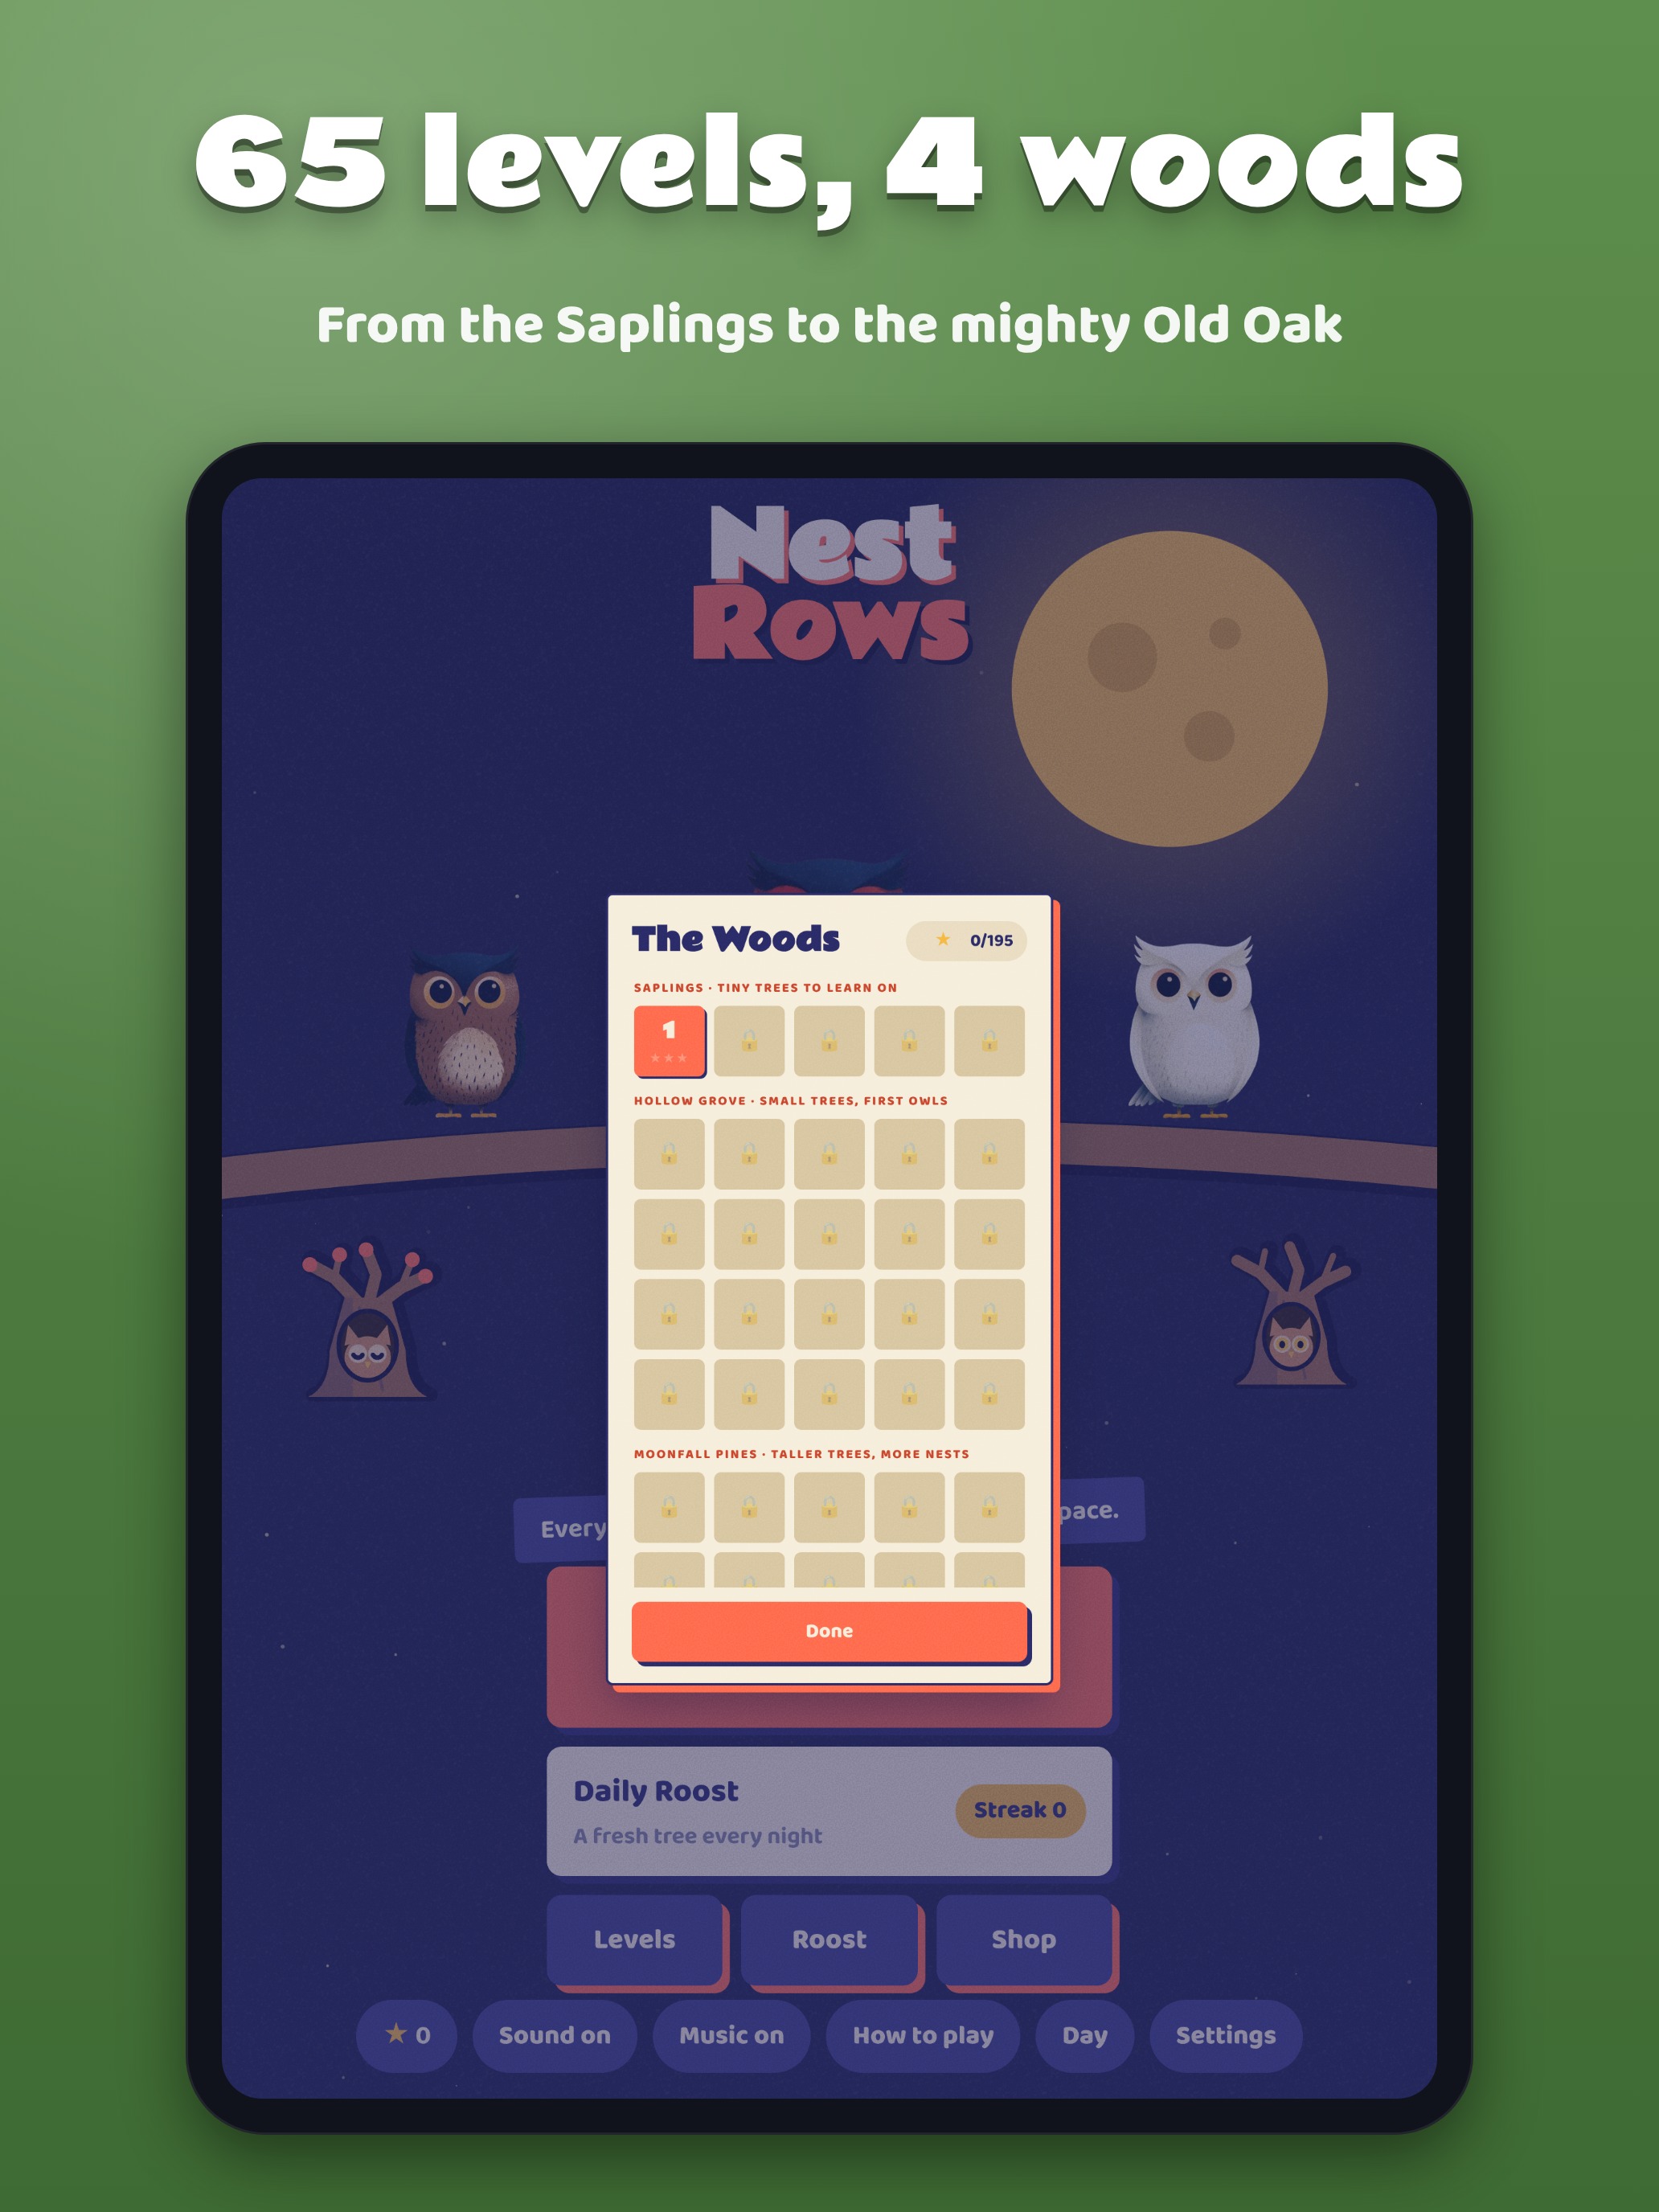 65 levels, 4 woods
From the Saplings to the mighty Old Oak
Nest
Rows
The Woods
★ 0/195
SAPLINGS · TINY TREES TO LEARN ON
1
★★★
HOLLOW GROVE · SMALL TREES, FIRST OWLS
MOONFALL PINES · TALLER TREES, MORE NESTS
Every
pace.
Done
Daily Roost
A fresh tree every night
Streak 0
Levels
Roost
Shop
★ 0
Sound on
Music on
How to play
Day
Settings